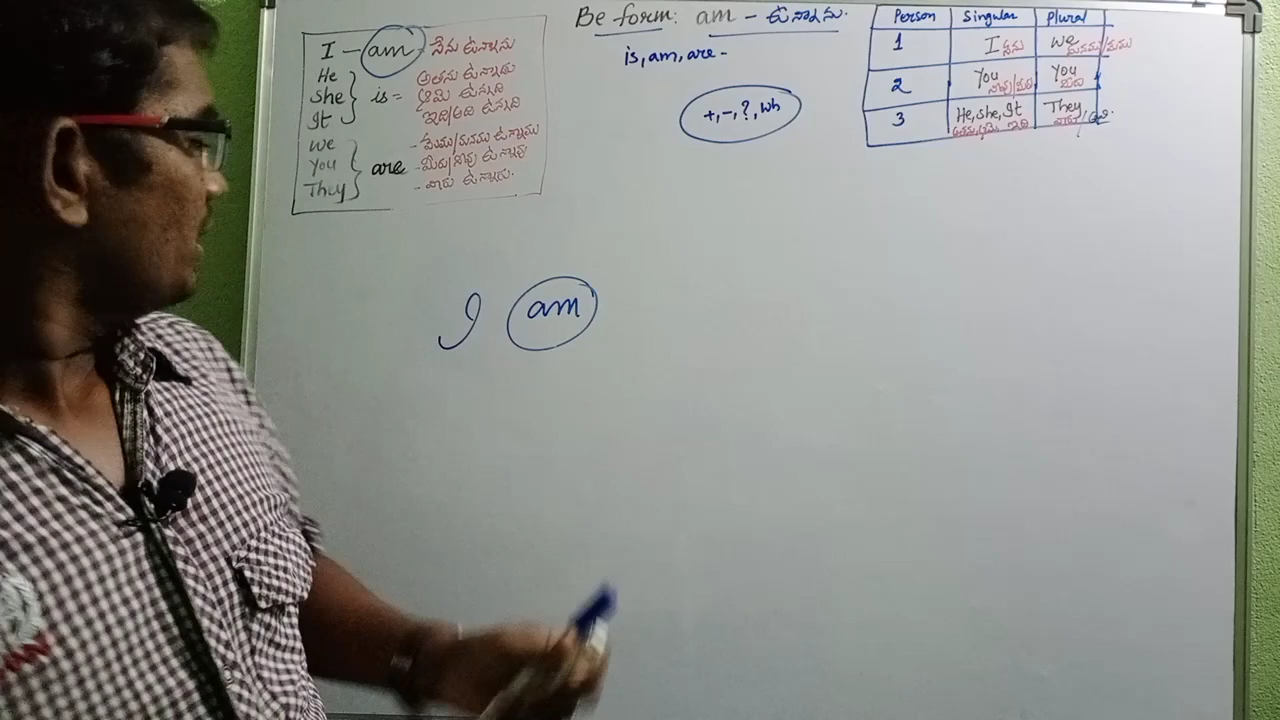 I - am - నేను ఉన్నాను
He అతను ఉన్నాడు
She is = ఆమె ఉన్నది
It ఇది/అది ఉన్నది
We - మేము/మనము ఉన్నాము
You are - మీరు/నువ్వు ఉన్నావు
They - వారు ఉన్నారు.
Be form: am - ఉన్నాను.
is, am, are -
+, -, ?, wh
Person Singular Plural
1 I నేను We మనము/మేము
2 You నువ్వు/మీరు You మీరు
3 He, she, It They
అతను, ఆమె, ఇది వారు/అవి.
I am